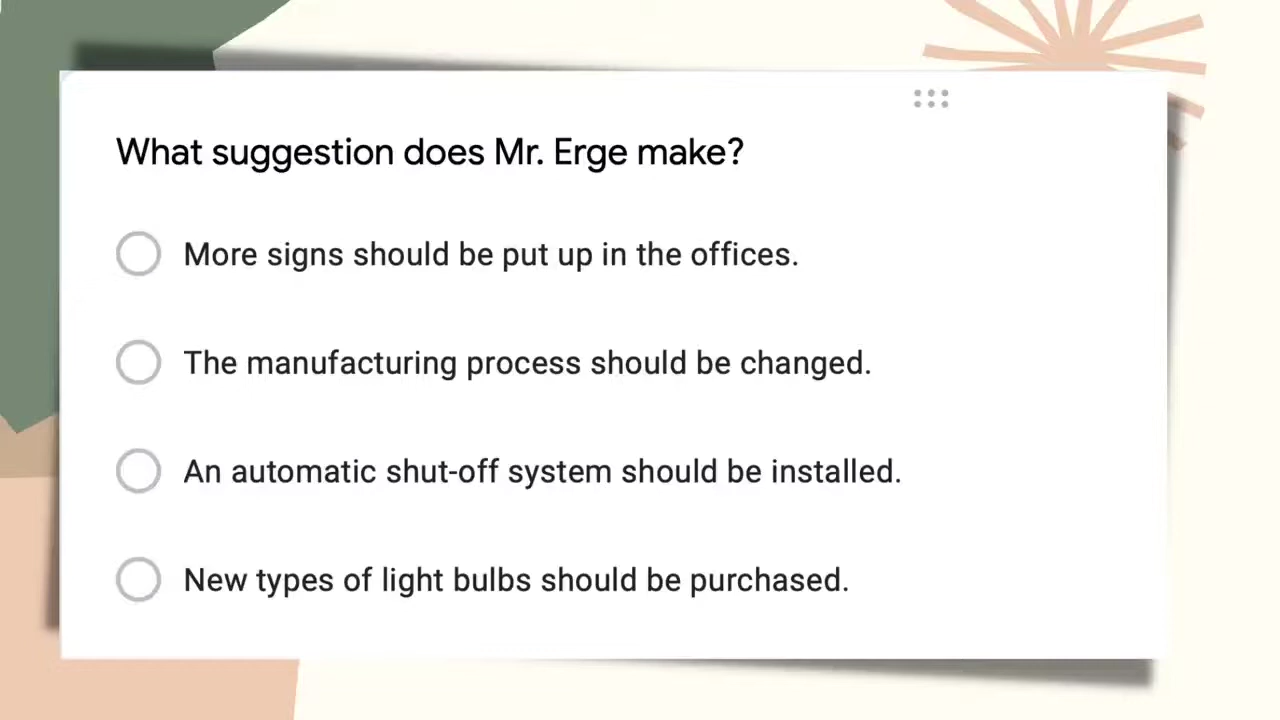 What suggestion does Mr. Erge make?
More signs should be put up in the offices.
The manufacturing process should be changed.
An automatic shut-off system should be installed.
New types of light bulbs should be purchased.